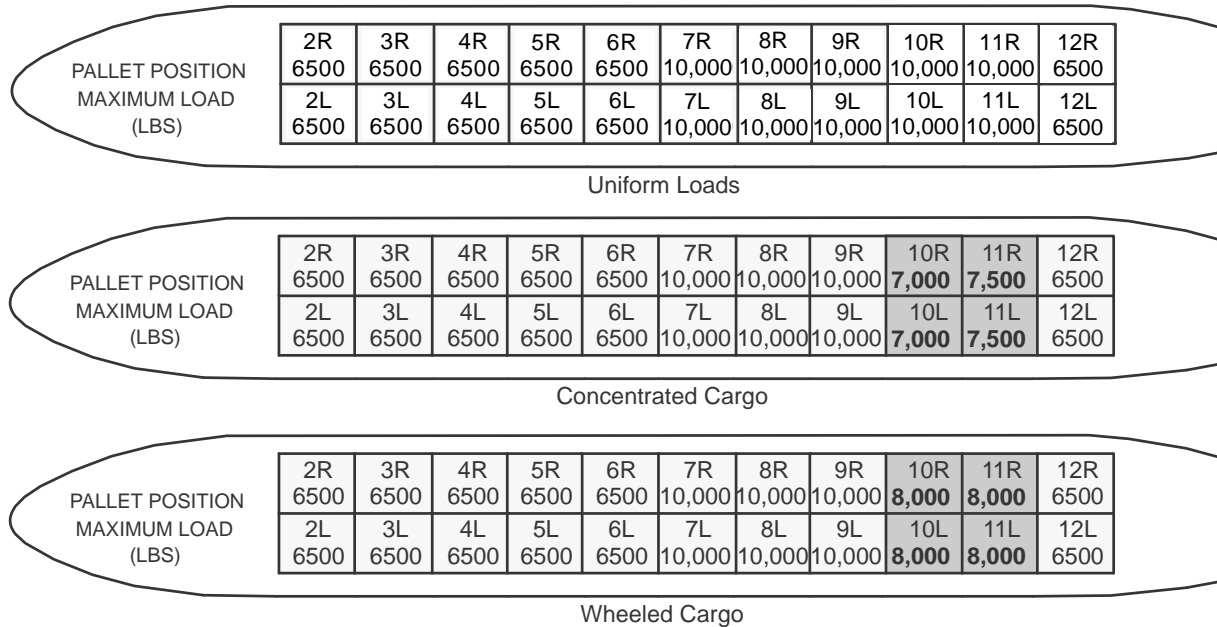 2R 3R 4R 5R 6R 7R 8R 9R 10R 11R 12R
PALLET POSITION
6500 6500 6500 6500 6500 10,000 10,000 10,000 10,000 10,000 6500
MAXIMUM LOAD
2L 3L 4L 5L 6L 7L 8L 9L 10L 11L 12L
(LBS)
6500 6500 6500 6500 6500 10,000 10,000 10,000 10,000 10,000 6500
Uniform Loads
2R 3R 4R 5R 6R 7R 8R 9R 10R 11R 12R
PALLET POSITION
6500 6500 6500 6500 6500 10,000 10,000 10,000 7,000 7,500 6500
MAXIMUM LOAD
2L 3L 4L 5L 6L 7L 8L 9L 10L 11L 12L
(LBS)
6500 6500 6500 6500 6500 10,000 10,000 10,000 7,000 7,500 6500
Concentrated Cargo
2R 3R 4R 5R 6R 7R 8R 9R 10R 11R 12R
PALLET POSITION
6500 6500 6500 6500 6500 10,000 10,000 10,000 8,000 8,000 6500
MAXIMUM LOAD
2L 3L 4L 5L 6L 7L 8L 9L 10L 11L 12L
(LBS)
6500 6500 6500 6500 6500 10,000 10,000 10,000 8,000 8,000 6500
Wheeled Cargo